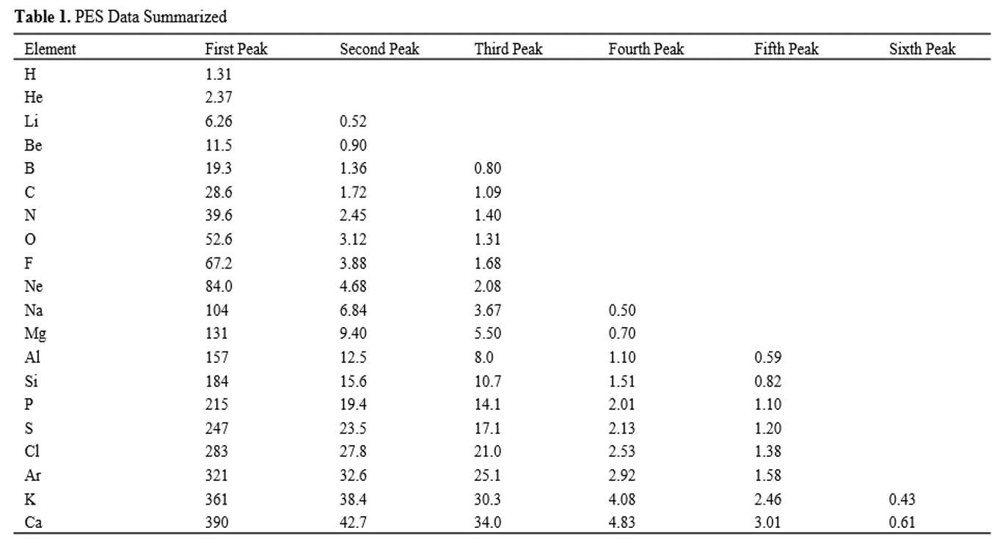 Table 1. PES Data Summarized
Element First Peak Second Peak Third Peak Fourth Peak Fifth Peak Sixth Peak
H 1.31
He 2.37
Li 6.26 0.52
Be 11.5 0.90
B 19.3 1.36 0.80
C 28.6 1.72 1.09
N 39.6 2.45 1.40
O 52.6 3.12 1.31
F 67.2 3.88 1.68
Ne 84.0 4.68 2.08
Na 104 6.84 3.67 0.50
Mg 131 9.40 5.50 0.70
Al 157 12.5 8.0 1.10 0.59
Si 184 15.6 10.7 1.51 0.82
P 215 19.4 14.1 2.01 1.10
S 247 23.5 17.1 2.13 1.20
Cl 283 27.8 21.0 2.53 1.38
Ar 321 32.6 25.1 2.92 1.58
K 361 38.4 30.3 4.08 2.46 0.43
Ca 390 42.7 34.0 4.83 3.01 0.61